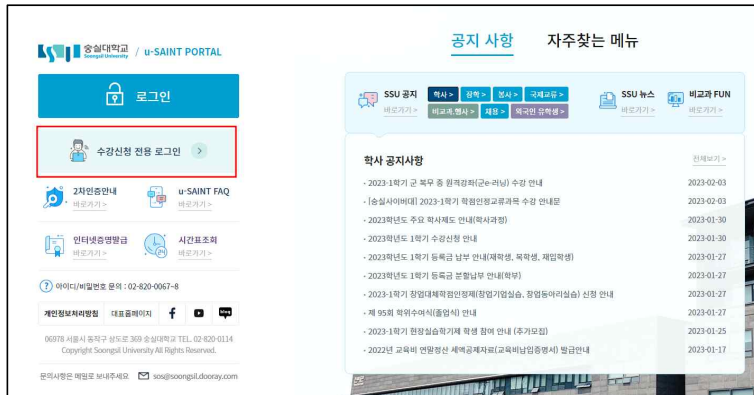 숭실대학교 Soongsil University / u-SAINT PORTAL
로그인
수강신청 전용 로그인 >
2차인증안내
바로가기 >
u-SAINT FAQ
바로가기 >
인터넷증명발급
바로가기 >
시간표조회
바로가기 >
? 아이디/비밀번호 문의 : 02-820-0067~8
개인정보처리방침 대표홈페이지 f blog
06978 서울시 동작구 상도로 369 숭실대학교 TEL. 02-820-0114
Copyright Soongsil University All Rights Reserved.
문의사항은 메일로 보내주세요 sos@soongsil.dooray.com
공지 사항 자주찾는 메뉴
SSU 공지
바로가기 >
학사 > 장학 > 봉사 > 국제교류 >
비교과.행사 > 채용 > 외국인 유학생 >
SSU 뉴스
바로가기 >
비교과 FUN
바로가기 >
학사 공지사항 전체보기 >
· 2023-1학기 군 복무 중 원격강좌(군e-러닝) 수강 안내 2023-02-03
· [숭실사이버대] 2023-1학기 학점인정교류과목 수강 안내문 2023-02-03
· 2023학년도 주요 학사제도 안내(학사과정) 2023-01-30
· 2023학년도 1학기 수강신청 안내 2023-01-30
· 2023학년도 1학기 등록금 납부 안내(재학생, 복학생, 재입학생) 2023-01-27
· 2023학년도 1학기 등록금 분할납부 안내(학부) 2023-01-27
· 2023-1학기 창업대체학점인정제(창업기업실습, 창업동아리실습) 신청 안내 2023-01-27
· 제 95회 학위수여식(졸업식) 안내 2023-01-27
· 2023-1학기 현장실습학기제 학생 참여 안내 (추가모집) 2023-01-25
· 2022년 교육비 연말정산 세액공제자료(교육비납입증명서) 발급안내 2023-01-17